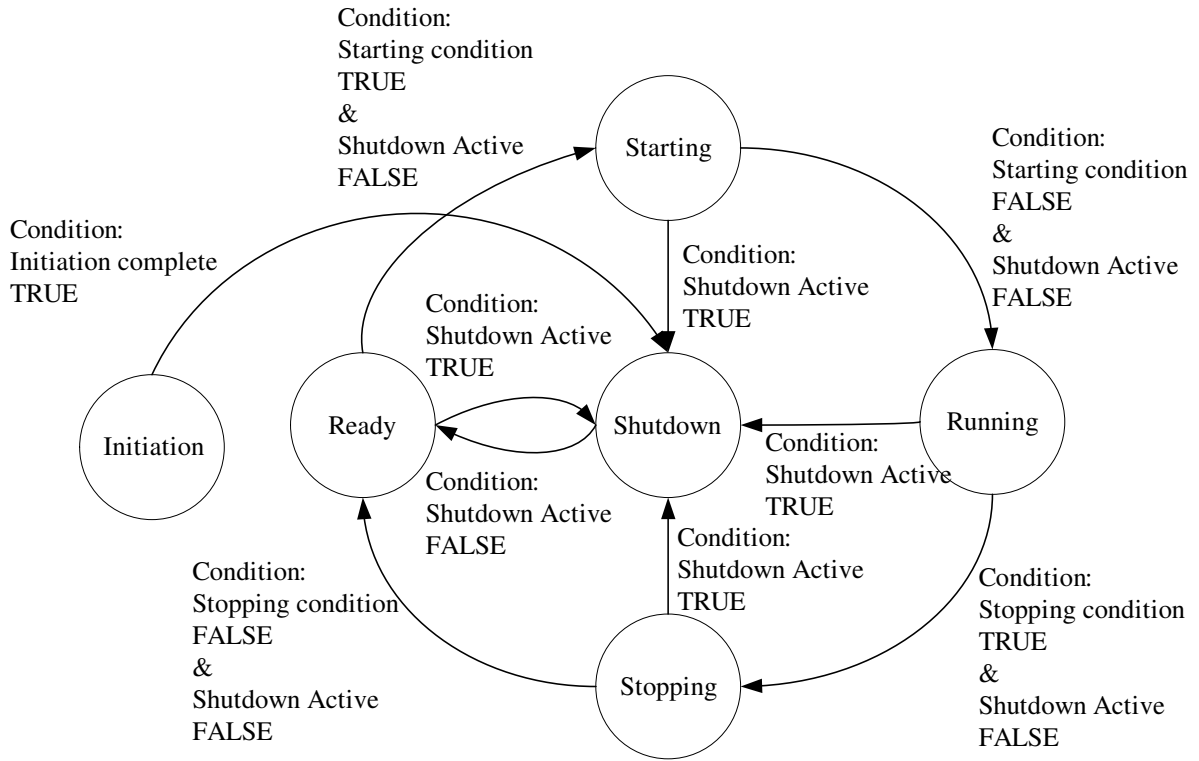 Condition:
Starting condition
TRUE
&
Shutdown Active
FALSE
Starting
Condition:
Starting condition
FALSE
&
Shutdown Active
FALSE
Condition:
Initiation complete
TRUE
Condition:
Shutdown Active
TRUE
Condition:
Shutdown Active
TRUE
Initiation
Ready
Shutdown
Running
Condition:
Shutdown Active
TRUE
Condition:
Shutdown Active
FALSE
Condition:
Shutdown Active
TRUE
Condition:
Stopping condition
FALSE
&
Shutdown Active
FALSE
Stopping
Condition:
Stopping condition
TRUE
&
Shutdown Active
FALSE